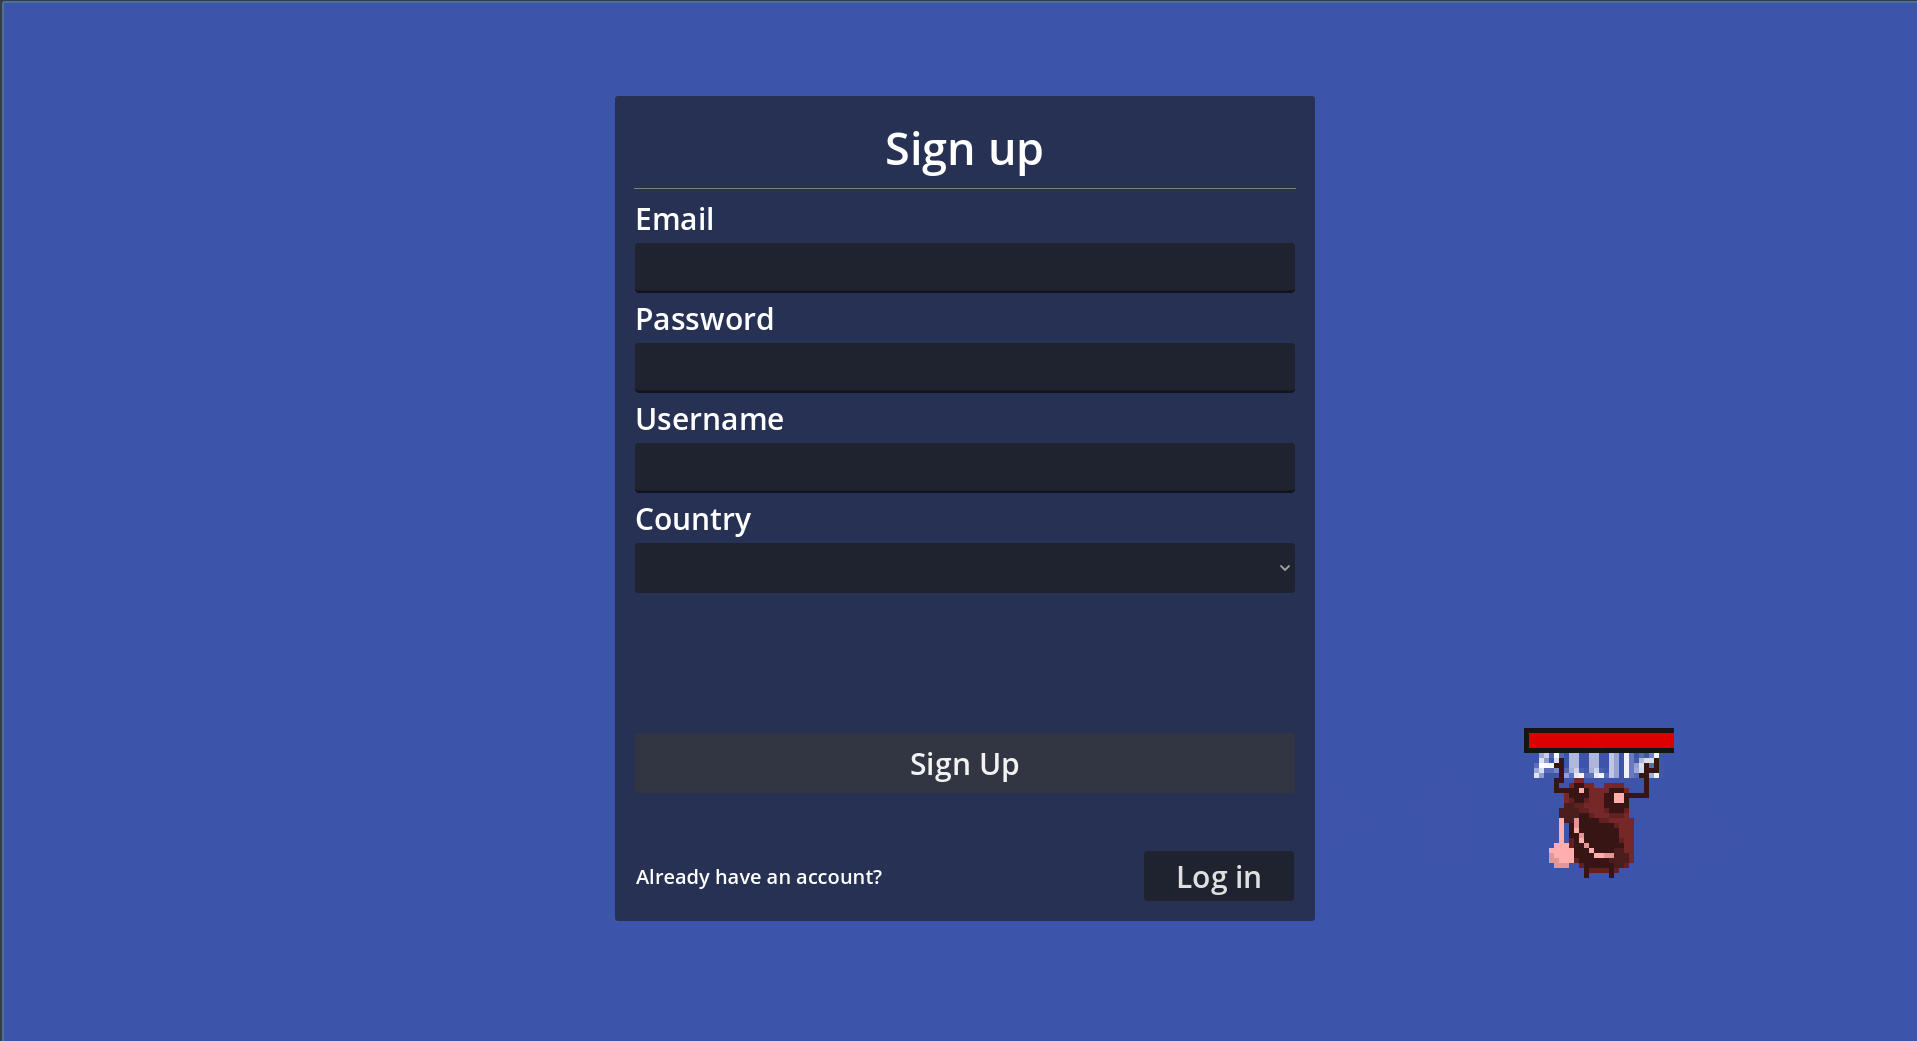 Sign up
Email
Password
Username
Country
Sign Up
Already have an account?
Log in